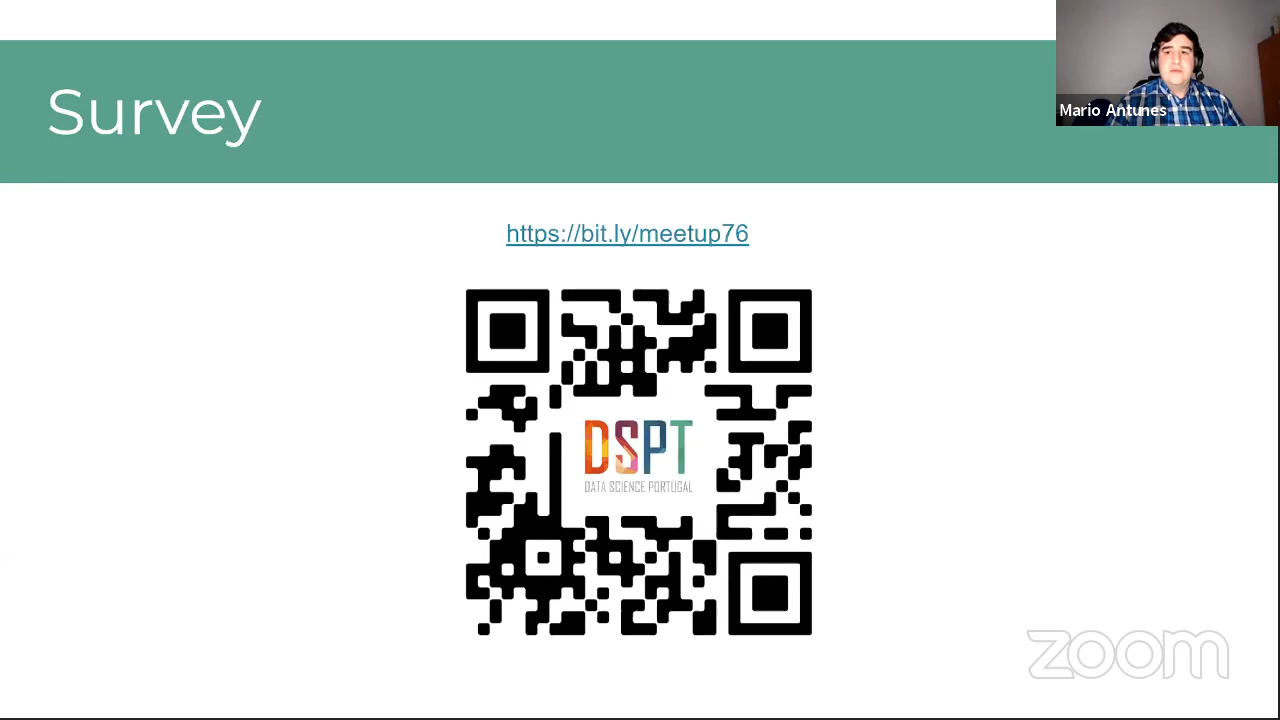 Survey
Mario Antunes
https://bit.ly/meetup76
DSPT
DATA SCIENCE PORTUGAL
zoom